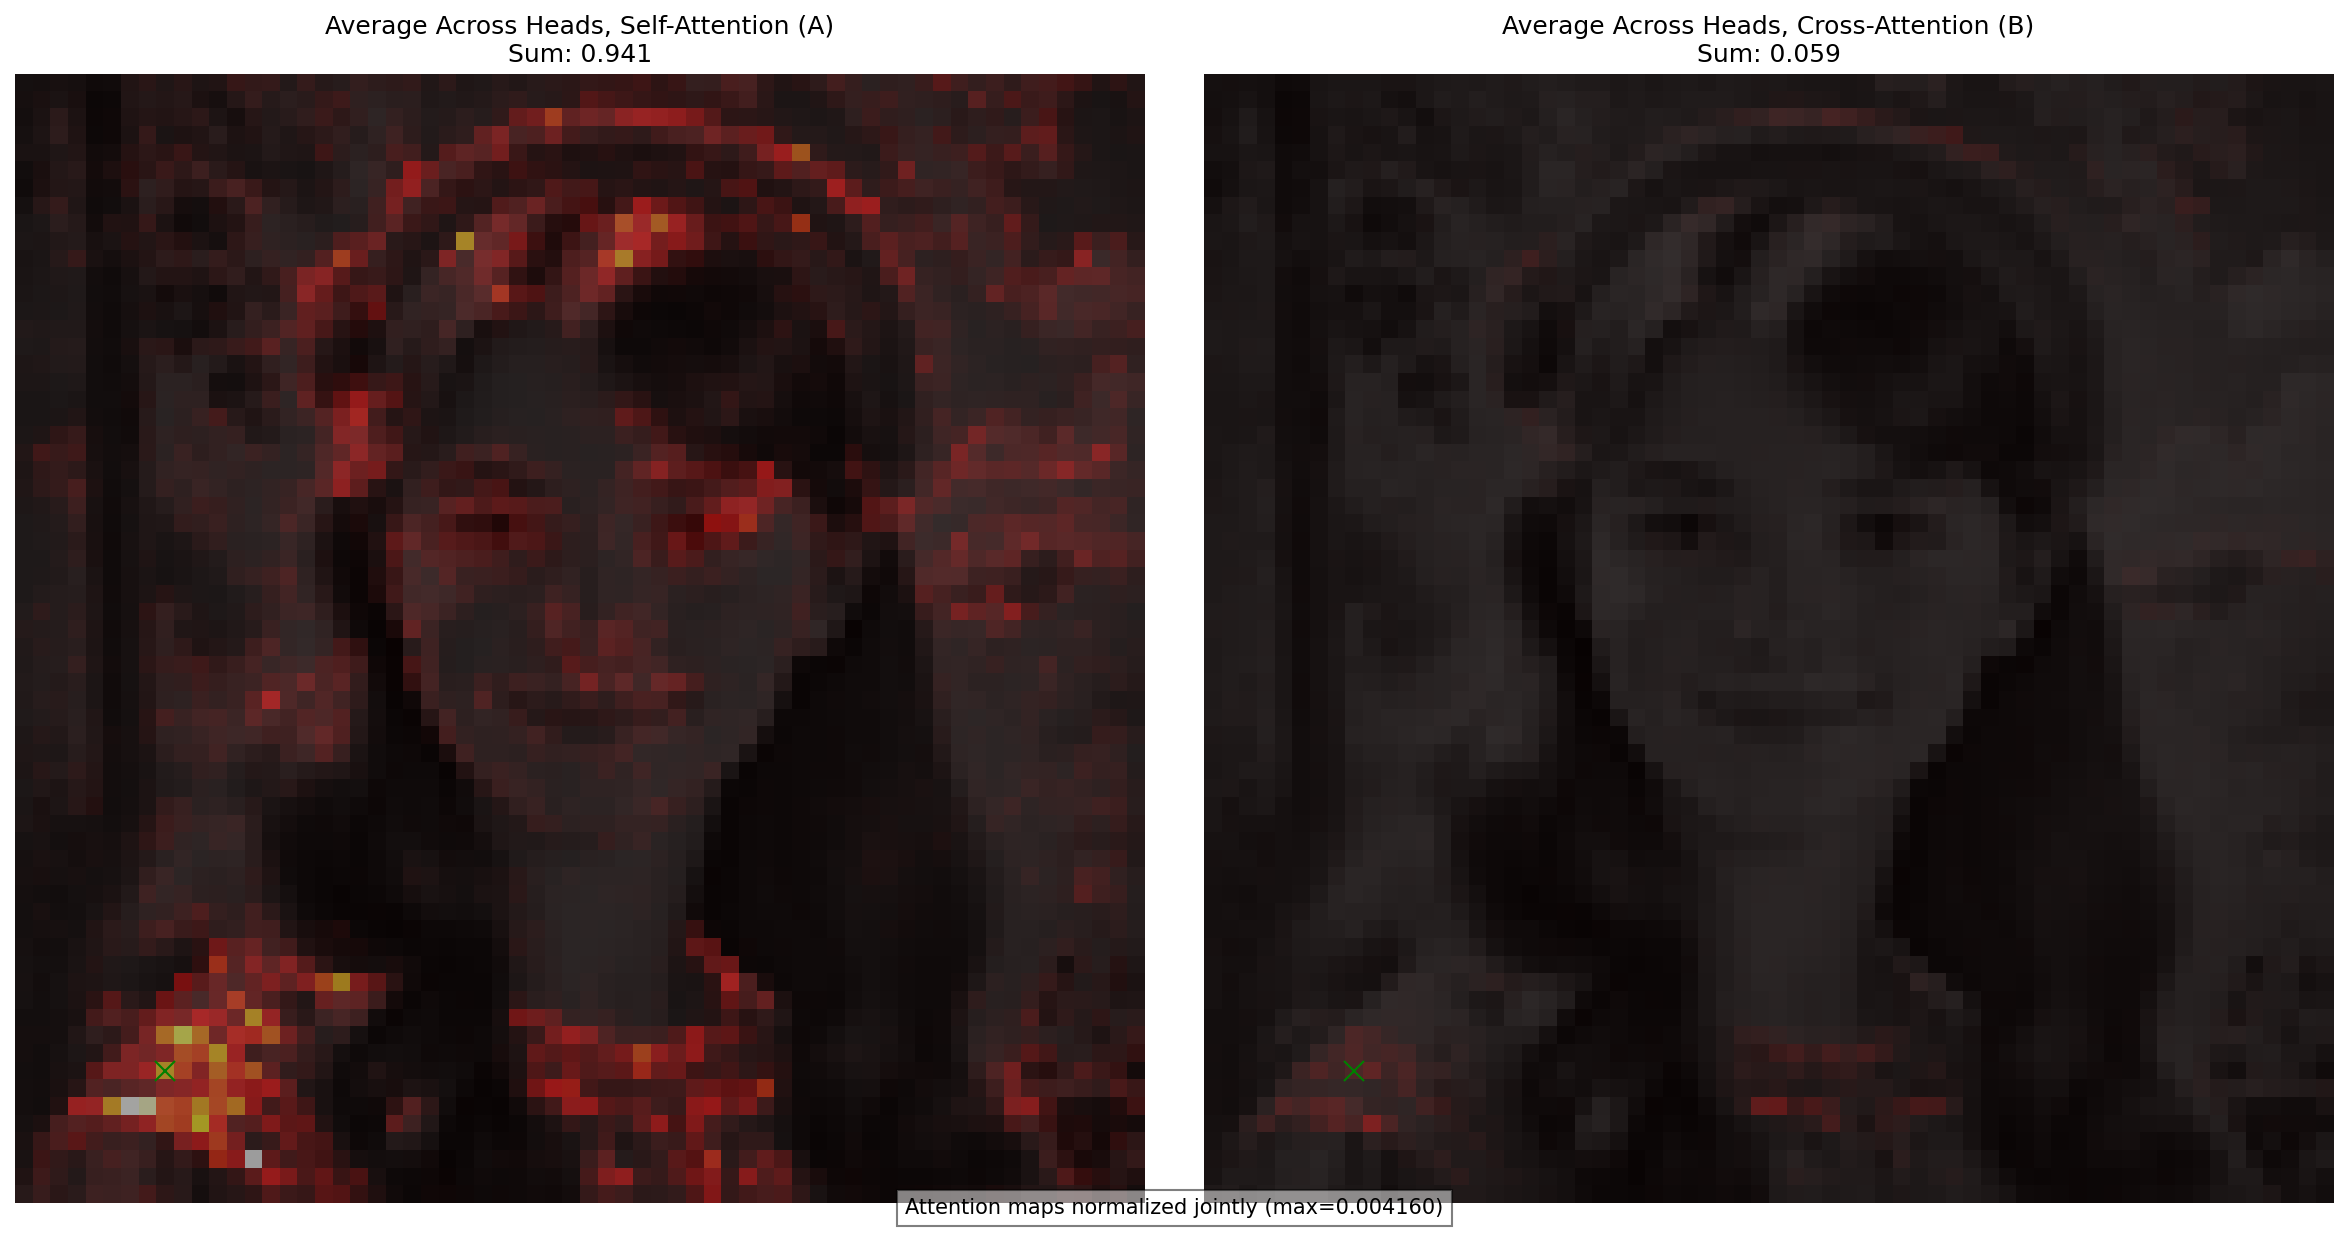 Average Across Heads, Self-Attention (A)
Sum: 0.941
Average Across Heads, Cross-Attention (B)
Sum: 0.059
Attention maps normalized jointly (max=0.004160)